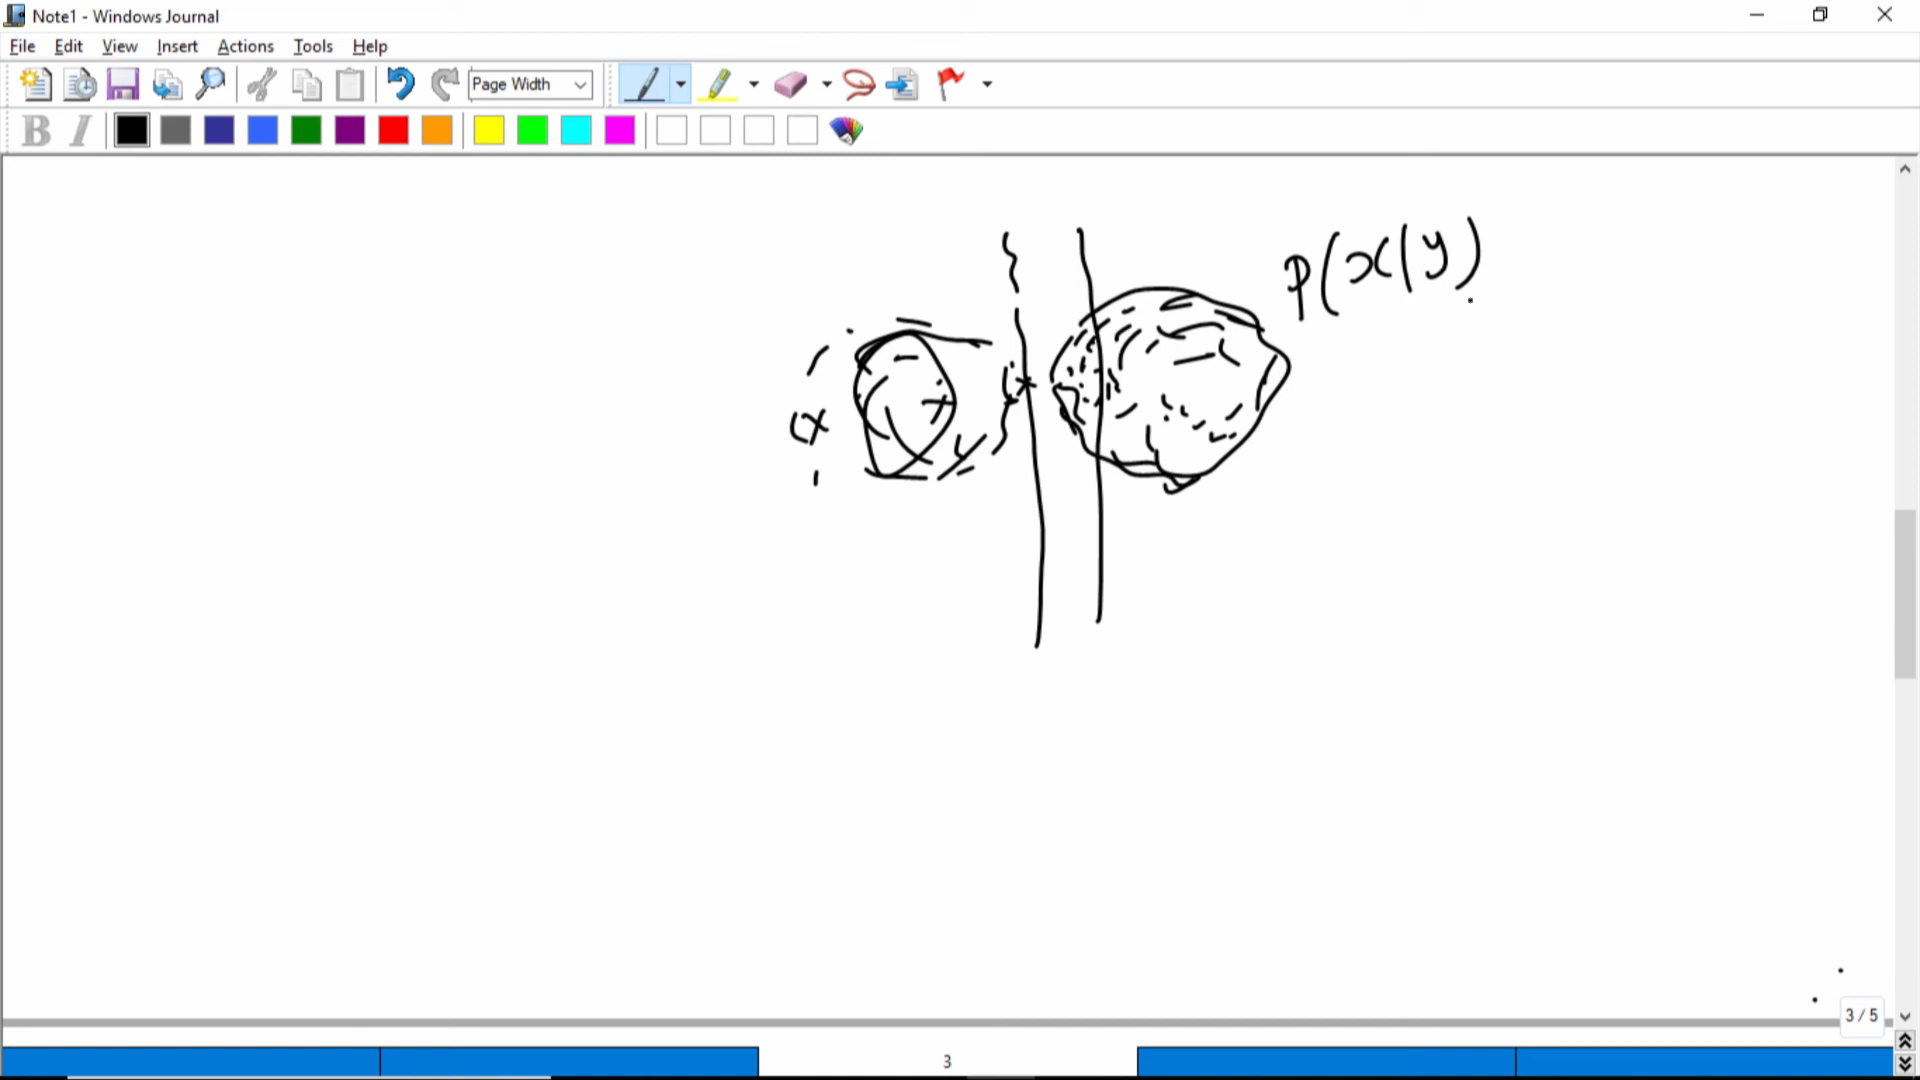 Note1 - Windows Journal
File Edit View Insert Actions Tools Help
Page Width
B I
P(x|y)
x
3 / 5
3